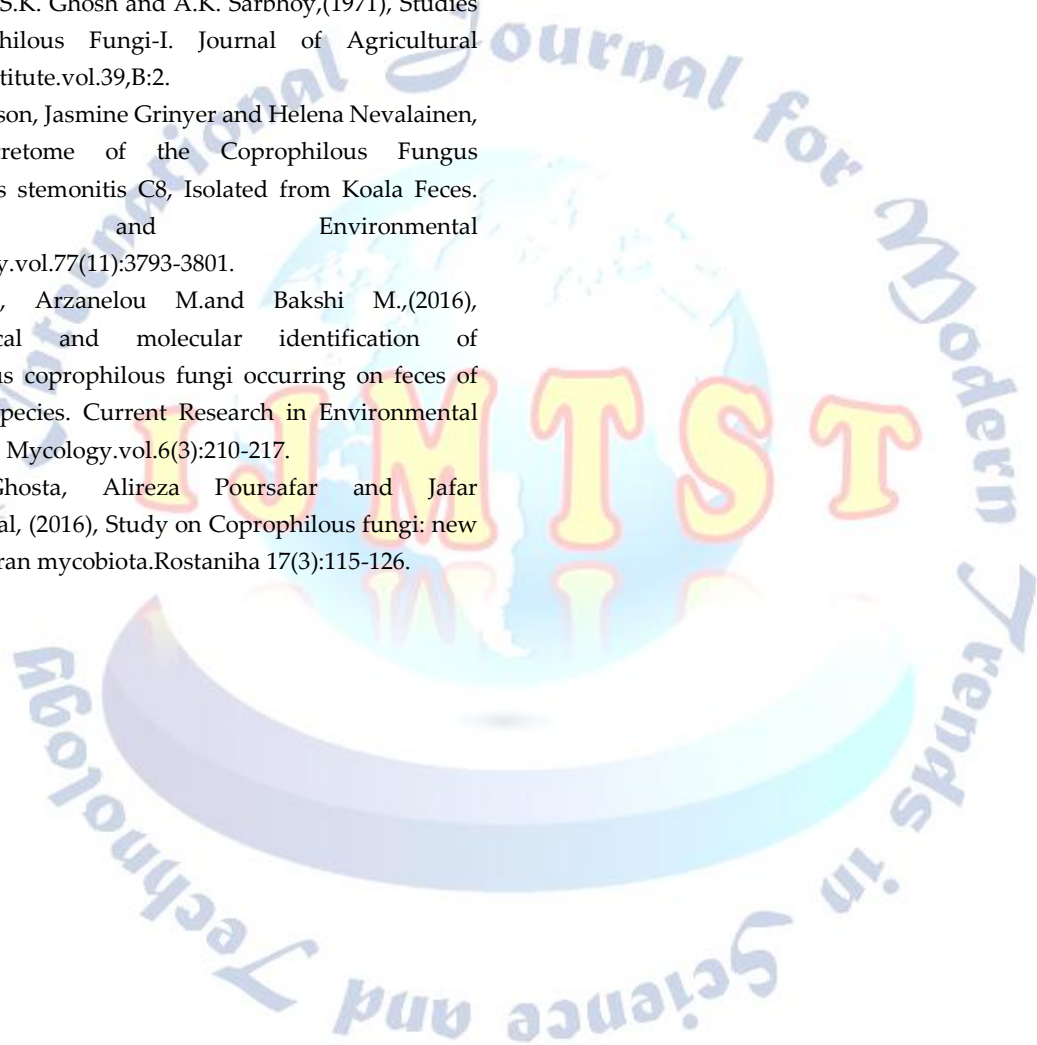 S.K. Ghosh and A.K. Sarbhoy,(1971), Studies
philous Fungi-I. Journal of Agricultural
titute.vol.39,B:2.
son, Jasmine Grinyer and Helena Nevalainen,
retome of the Coprophilous Fungus
s stemonitis C8, Isolated from Koala Feces.
and Environmental
y.vol.77(11):3793-3801.
, Arzanelou M.and Bakshi M.,(2016),
cal and molecular identification of
us coprophilous fungi occurring on feces of
species. Current Research in Environmental
Mycology.vol.6(3):210-217.
Ghosta, Alireza Poursafar and Jafar
al, (2016), Study on Coprophilous fungi: new
ran mycobiota.Rostaniha 17(3):115-126.
International Journal for Modern Trends in Science and Technology
IJMTST